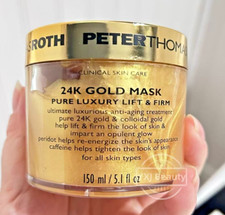 ROTH PETER THOMA
CLINICAL SKIN CARE
24K GOLD MASK
PURE LUXURY LIFT & FIRM
ultimate luxurious anti-aging treatment
pure 24K gold & colloidal gold
help lift & firm the look of skin &
impart an opulent glow
peridot helps re-energize the skin's appearance
caffeine helps tighten the look of skin
for all skin types
150 ml / 5.1 fl oz
Beauty